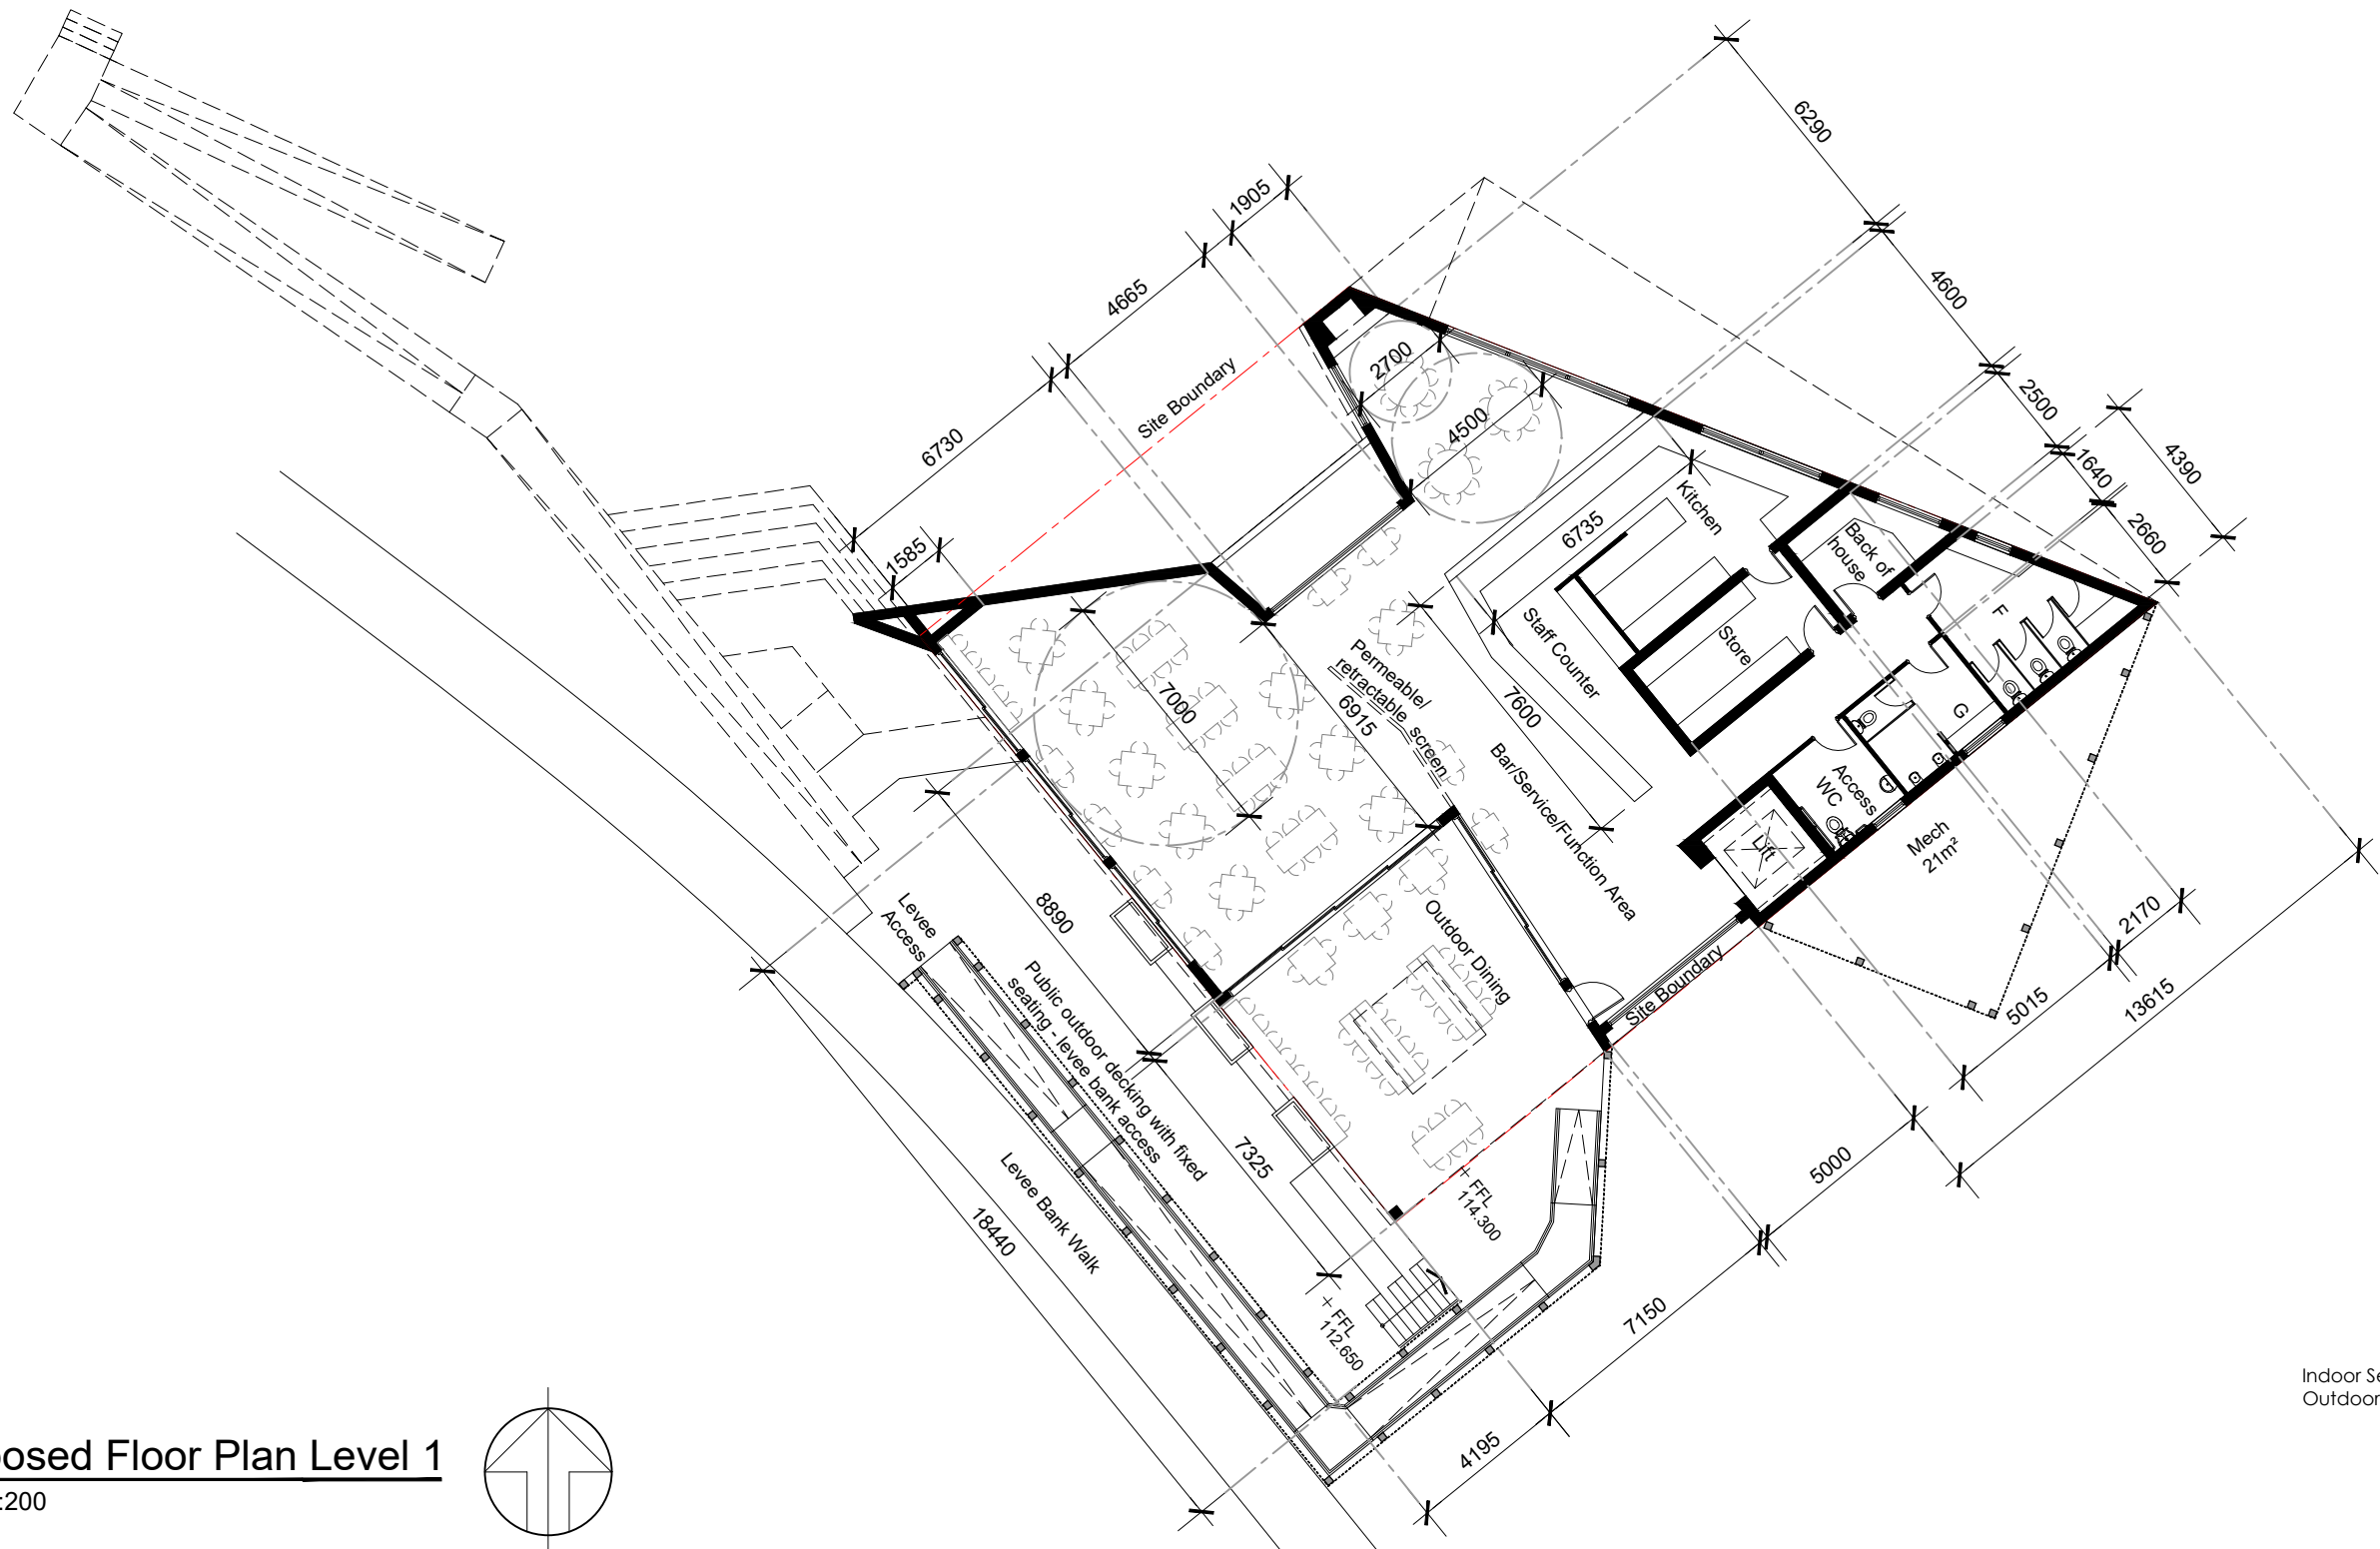 6290
1905
4665
4600
Site Boundary
2700
6730
4500
2500
4390
1640
2660
Kitchen
6735
Back of
house
1585
F
Staff Counter
Store
Permeable/
retractable screen
7000
6915
7600
G
Bar/Service/Function Area
Access
WC
Lift
Mech
21m²
8890
Levee
Access
Outdoor Dining
Public outdoor decking with fixed
seating - levee bank access
Site Boundary
2170
5015
13615
7325
5000
FFL
114.300
Levee Bank Walk
18440
FFL
112.650
7150
4195
Indoor Se
Outdoor
posed Floor Plan Level 1
:200